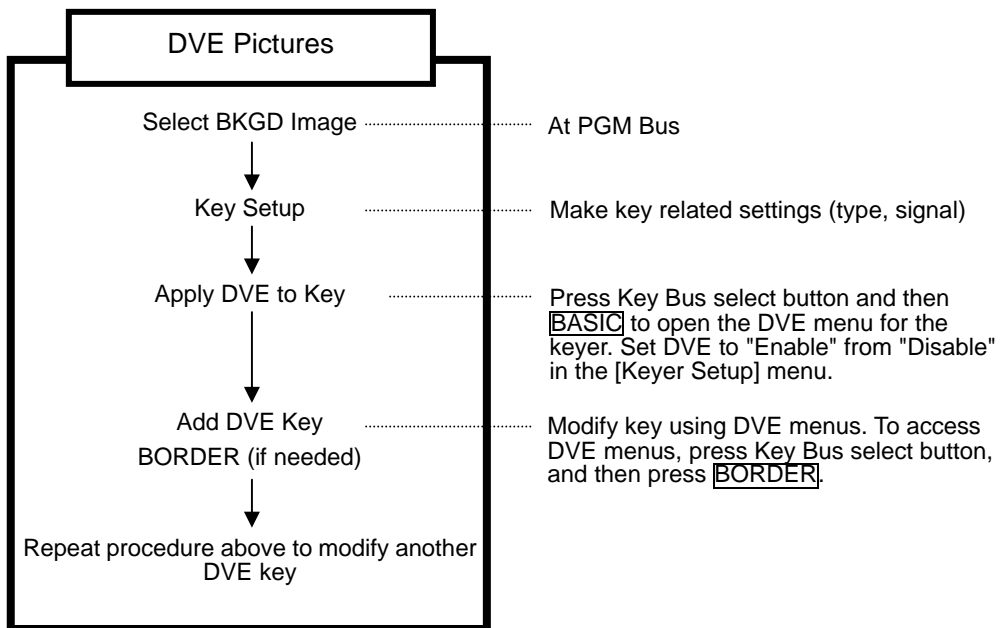 DVE Pictures
Select BKGD Image
At PGM Bus
Key Setup
Make key related settings (type, signal)
Apply DVE to Key
Press Key Bus select button and then
BASIC to open the DVE menu for the
keyer. Set DVE to "Enable" from "Disable"
in the [Keyer Setup] menu.
Add DVE Key
BORDER (if needed)
Modify key using DVE menus. To access
DVE menus, press Key Bus select button,
and then press BORDER.
Repeat procedure above to modify another
DVE key